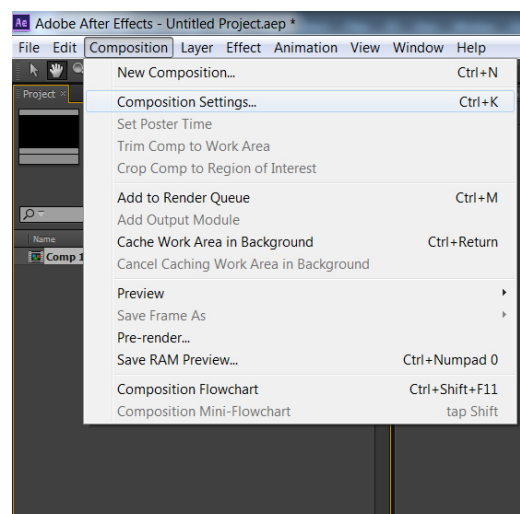 Ae Adobe After Effects - Untitled Project.aep *
File Edit Composition Layer Effect Animation View Window Help
Project ×
New Composition... Ctrl+N
Composition Settings... Ctrl+K
Set Poster Time
Trim Comp to Work Area
Crop Comp to Region of Interest
Add to Render Queue Ctrl+M
Add Output Module
Cache Work Area in Background Ctrl+Return
Cancel Caching Work Area in Background
Name
Comp 1
Preview
Save Frame As
Pre-render...
Save RAM Preview... Ctrl+Numpad 0
Composition Flowchart Ctrl+Shift+F11
Composition Mini-Flowchart tap Shift